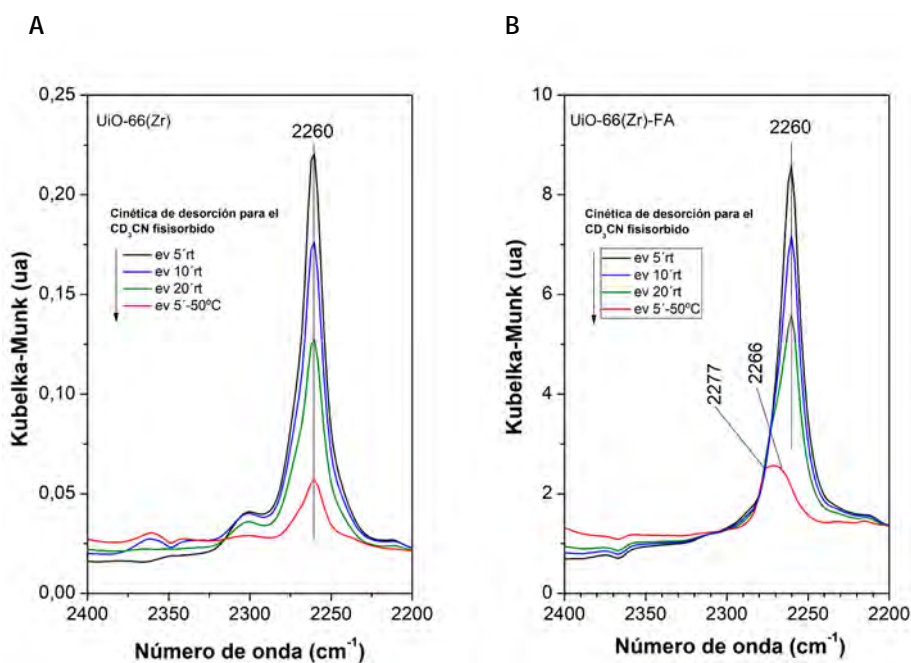 A
UiO-66(Zr)
2260
Cinética de desorción para el
CD3CN fisisorbido
ev 5´rt
ev 10´rt
ev 20´rt
ev 5´-50ºC
0,25
0,20
0,15
0,10
0,05
0,00
Kubelka-Munk (ua)
2400
2350
2300
2250
2200
Número de onda (cm-1)
B
UiO-66(Zr)-FA
2260
Cinética de desorción para el
CD3CN fisisorbido
ev 5´rt
ev 10´rt
ev 20´rt
ev 5´-50ºC
2277
2266
10
8
6
4
2
0
Kubelka-Munk (ua)
2400
2350
2300
2250
2200
Número de onda (cm-1)